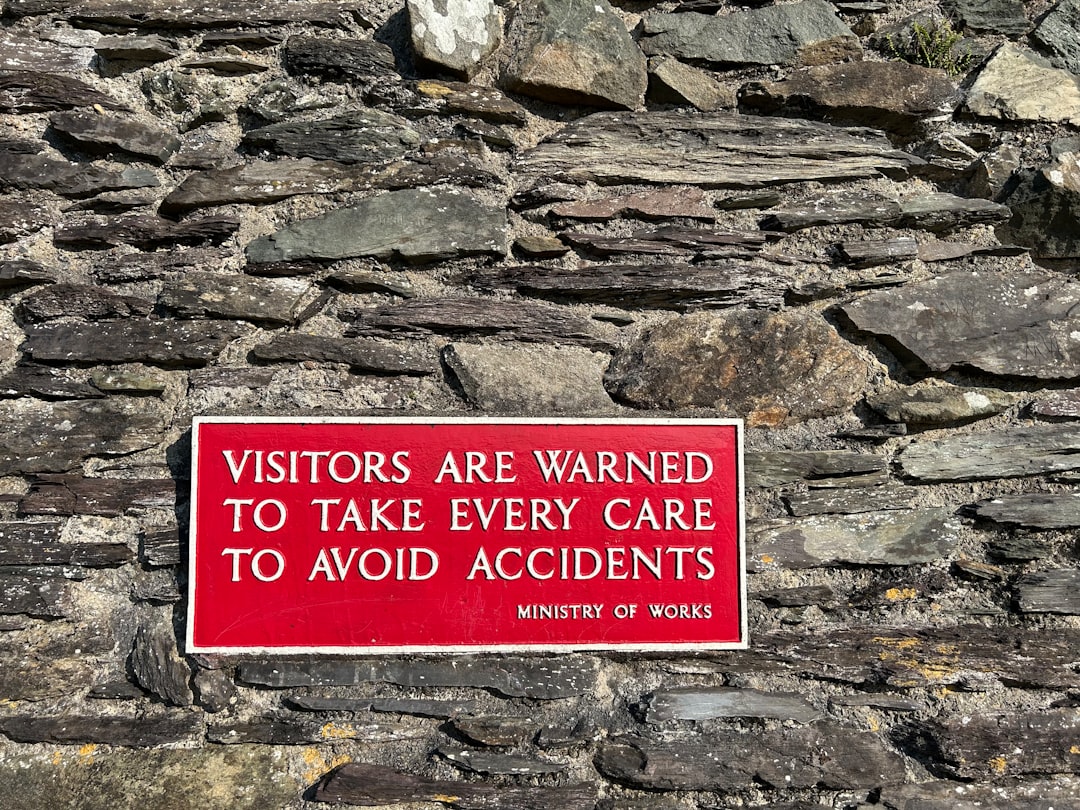 VISITORS ARE WARNED
TO TAKE EVERY CARE
TO AVOID ACCIDENTS
MINISTRY OF WORKS